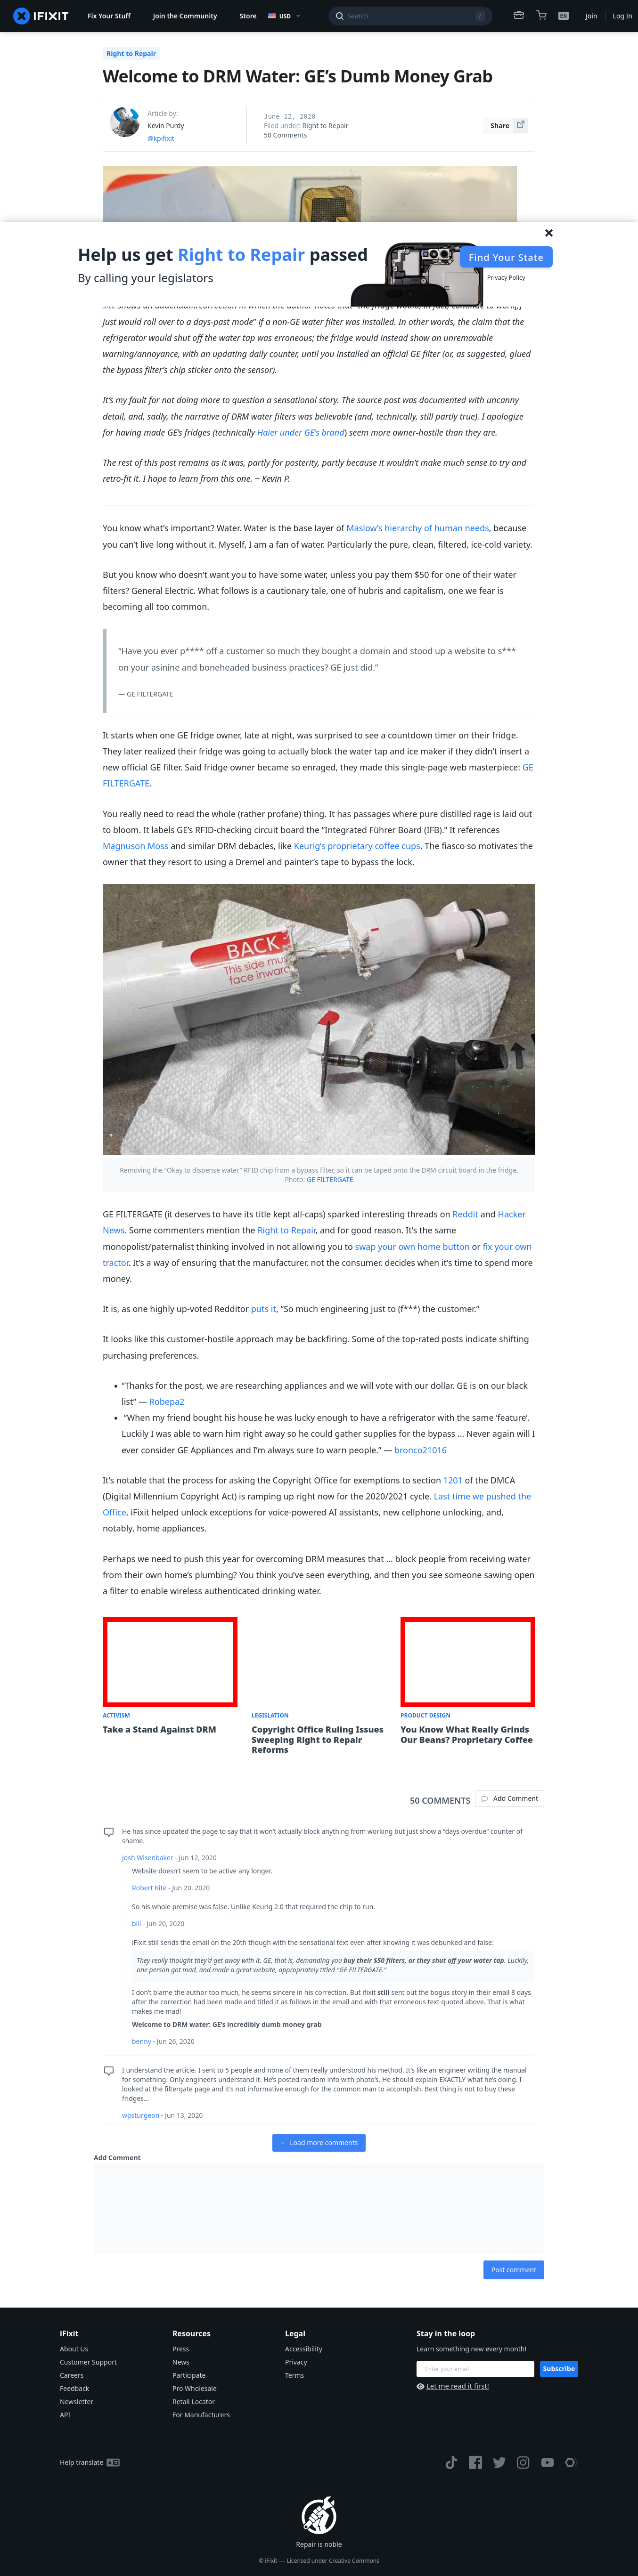 IFIXIT Fix Your Stuff Join the Community Store USD Search / EN Join Log In
Right to Repair
Welcome to DRM Water: GE’s Dumb Money Grab
Article by:
Kevin Purdy
@kpifixit
June 12, 2020
Filed under: Right to Repair
50 Comments
Share
Help us get Right to Repair passed
By calling your legislators
Find Your State
Privacy Policy
just would roll over to a days-past mode” if a non-GE water filter was installed. In other words, the claim that the
refrigerator would shut off the water tap was erroneous; the fridge would instead show an unremovable
warning/annoyance, with an updating daily counter, until you installed an official GE filter (or, as suggested, glued
the bypass filter’s chip sticker onto the sensor).
It’s my fault for not doing more to question a sensational story. The source post was documented with uncanny
detail, and, sadly, the narrative of DRM water filters was believable (and, technically, still partly true). I apologize
for having made GE’s fridges (technically Haier under GE’s brand) seem more owner-hostile than they are.
The rest of this post remains as it was, partly for posterity, partly because it wouldn’t make much sense to try and
retro-fit it. I hope to learn from this one. ~ Kevin P.
You know what’s important? Water. Water is the base layer of Maslow’s hierarchy of human needs, because
you can’t live long without it. Myself, I am a fan of water. Particularly the pure, clean, filtered, ice-cold variety.
But you know who doesn’t want you to have some water, unless you pay them $50 for one of their water
filters? General Electric. What follows is a cautionary tale, one of hubris and capitalism, one we fear is
becoming all too common.
“Have you ever p**** off a customer so much they bought a domain and stood up a website to s***
on your asinine and boneheaded business practices? GE just did.”
— GE FILTERGATE
It starts when one GE fridge owner, late at night, was surprised to see a countdown timer on their fridge.
They later realized their fridge was going to actually block the water tap and ice maker if they didn’t insert a
new official GE filter. Said fridge owner became so enraged, they made this single-page web masterpiece: GE
FILTERGATE.
You really need to read the whole (rather profane) thing. It has passages where pure distilled rage is laid out
to bloom. It labels GE’s RFID-checking circuit board the “Integrated Führer Board (IFB).” It references
Magnuson Moss and similar DRM debacles, like Keurig’s proprietary coffee cups. The fiasco so motivates the
owner that they resort to using a Dremel and painter’s tape to bypass the lock.
BACK
This side must
face inwards
Removing the “Okay to dispense water” RFID chip from a bypass filter, so it can be taped onto the DRM circuit board in the fridge.
Photo: GE FILTERGATE
GE FILTERGATE (it deserves to have its title kept all-caps) sparked interesting threads on Reddit and Hacker
News. Some commenters mention the Right to Repair, and for good reason. It’s the same
monopolist/paternalist thinking involved in not allowing you to swap your own home button or fix your own
tractor. It’s a way of ensuring that the manufacturer, not the consumer, decides when it’s time to spend more
money.
It is, as one highly up-voted Redditor puts it, “So much engineering just to (f***) the customer.”
It looks like this customer-hostile approach may be backfiring. Some of the top-rated posts indicate shifting
purchasing preferences.
• “Thanks for the post, we are researching appliances and we will vote with our dollar. GE is on our black
list” — Robepa2
• “When my friend bought his house he was lucky enough to have a refrigerator with the same ‘feature’.
Luckily I was able to warn him right away so he could gather supplies for the bypass … Never again will I
ever consider GE Appliances and I’m always sure to warn people.” — bronco21016
It’s notable that the process for asking the Copyright Office for exemptions to section 1201 of the DMCA
(Digital Millennium Copyright Act) is ramping up right now for the 2020/2021 cycle. Last time we pushed the
Office, iFixit helped unlock exceptions for voice-powered AI assistants, new cellphone unlocking, and,
notably, home appliances.
Perhaps we need to push this year for overcoming DRM measures that … block people from receiving water
from their own home’s plumbing? You think you’ve seen everything, and then you see someone sawing open
a filter to enable wireless authenticated drinking water.
ACTIVISM
Take a Stand Against DRM
LEGISLATION
Copyright Office Ruling Issues
Sweeping Right to Repair
Reforms
PRODUCT DESIGN
You Know What Really Grinds
Our Beans? Proprietary Coffee
50 COMMENTS Add Comment
He has since updated the page to say that it won’t actually block anything from working but just show a “days overdue” counter of
shame.
Josh Wisenbaker - Jun 12, 2020
Website doesn’t seem to be active any longer.
Robert Kite - Jun 20, 2020
So his whole premise was false. Unlike Keurig 2.0 that required the chip to run.
bill - Jun 20, 2020
iFixit still sends the email on the 20th though with the sensational text even after knowing it was debunked and false:
They really thought they’d get away with it. GE, that is, demanding you buy their $50 filters, or they shut off your water tap. Luckily,
one person got mad, and made a great website, appropriately titled “GE FILTERGATE.”
I don’t blame the author too much, he seems sincere in his correction. But ifixit still sent out the bogus story in their email 8 days
after the correction had been made and titled it as follows in the email and with that erroneous text quoted above. That is what
makes me mad!
Welcome to DRM water: GE’s incredibly dumb money grab
benny - Jun 26, 2020
I understand the article. I sent to 5 people and none of them really understood his method. It’s like an engineer writing the manual
for something. Only engineers understand it. He’s posted random info with photo’s. He should explain EXACTLY what he’s doing. I
looked at the filtergate page and it’s not informative enough for the common man to accomplish. Best thing is not to buy these
fridges…
wpsturgeon - Jun 13, 2020
Load more comments
Add Comment
Post comment
iFixit
About Us
Customer Support
Careers
Feedback
Newsletter
API
Resources
Press
News
Participate
Pro Wholesale
Retail Locator
For Manufacturers
Legal
Accessibility
Privacy
Terms
Stay in the loop
Learn something new every month!
Enter your email Subscribe
Let me read it first!
Help translate
Repair is noble
© iFixit — Licensed under Creative Commons